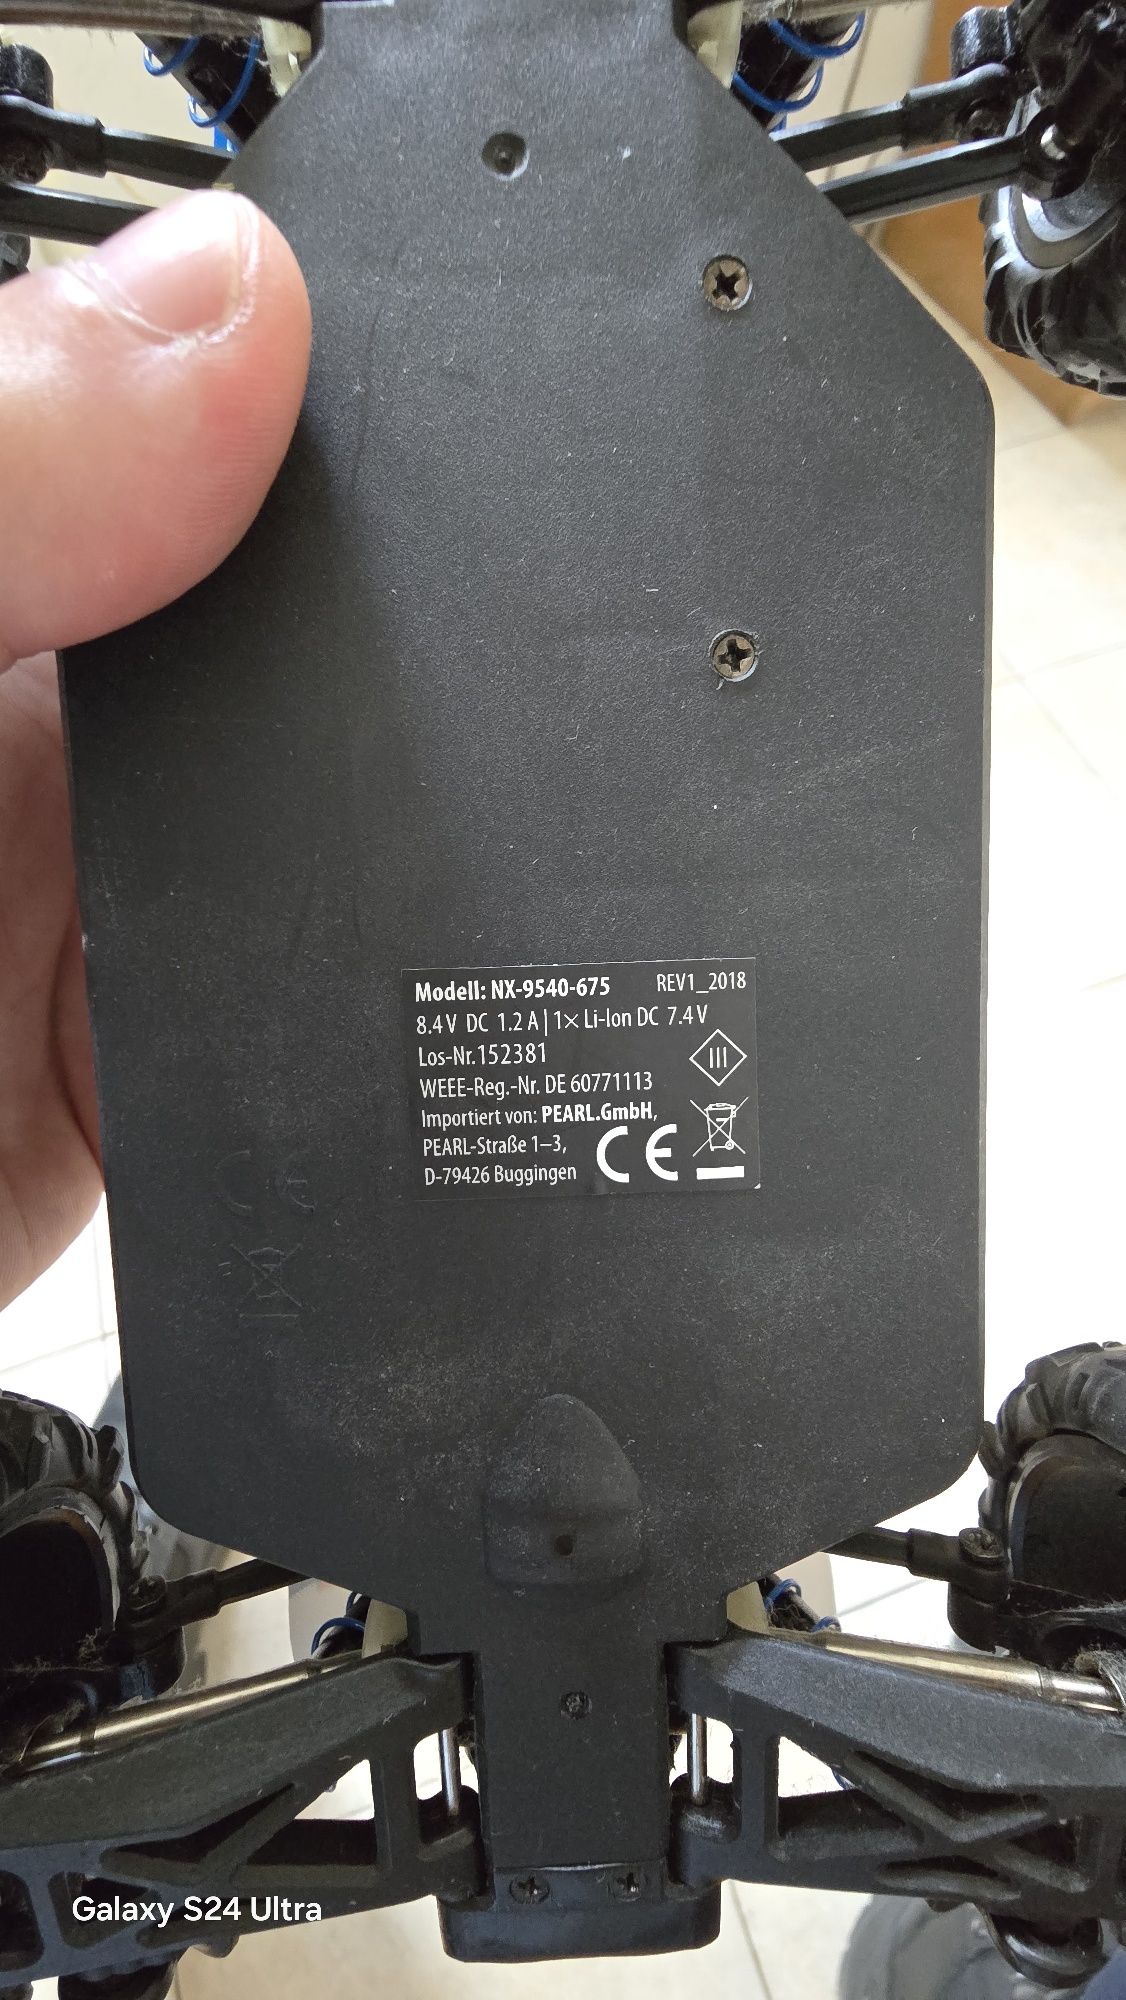 Modell: NX-9540-675 REV1_2018
8.4 V DC 1.2 A | 1× Li-Ion DC 7.4 V
Los-Nr.152381
III
WEEE-Reg.-Nr. DE 60771113
Importiert von: PEARL.GmbH,
PEARL-Straße 1–3,
D-79426 Buggingen
CE
CE
Galaxy S24 Ultra